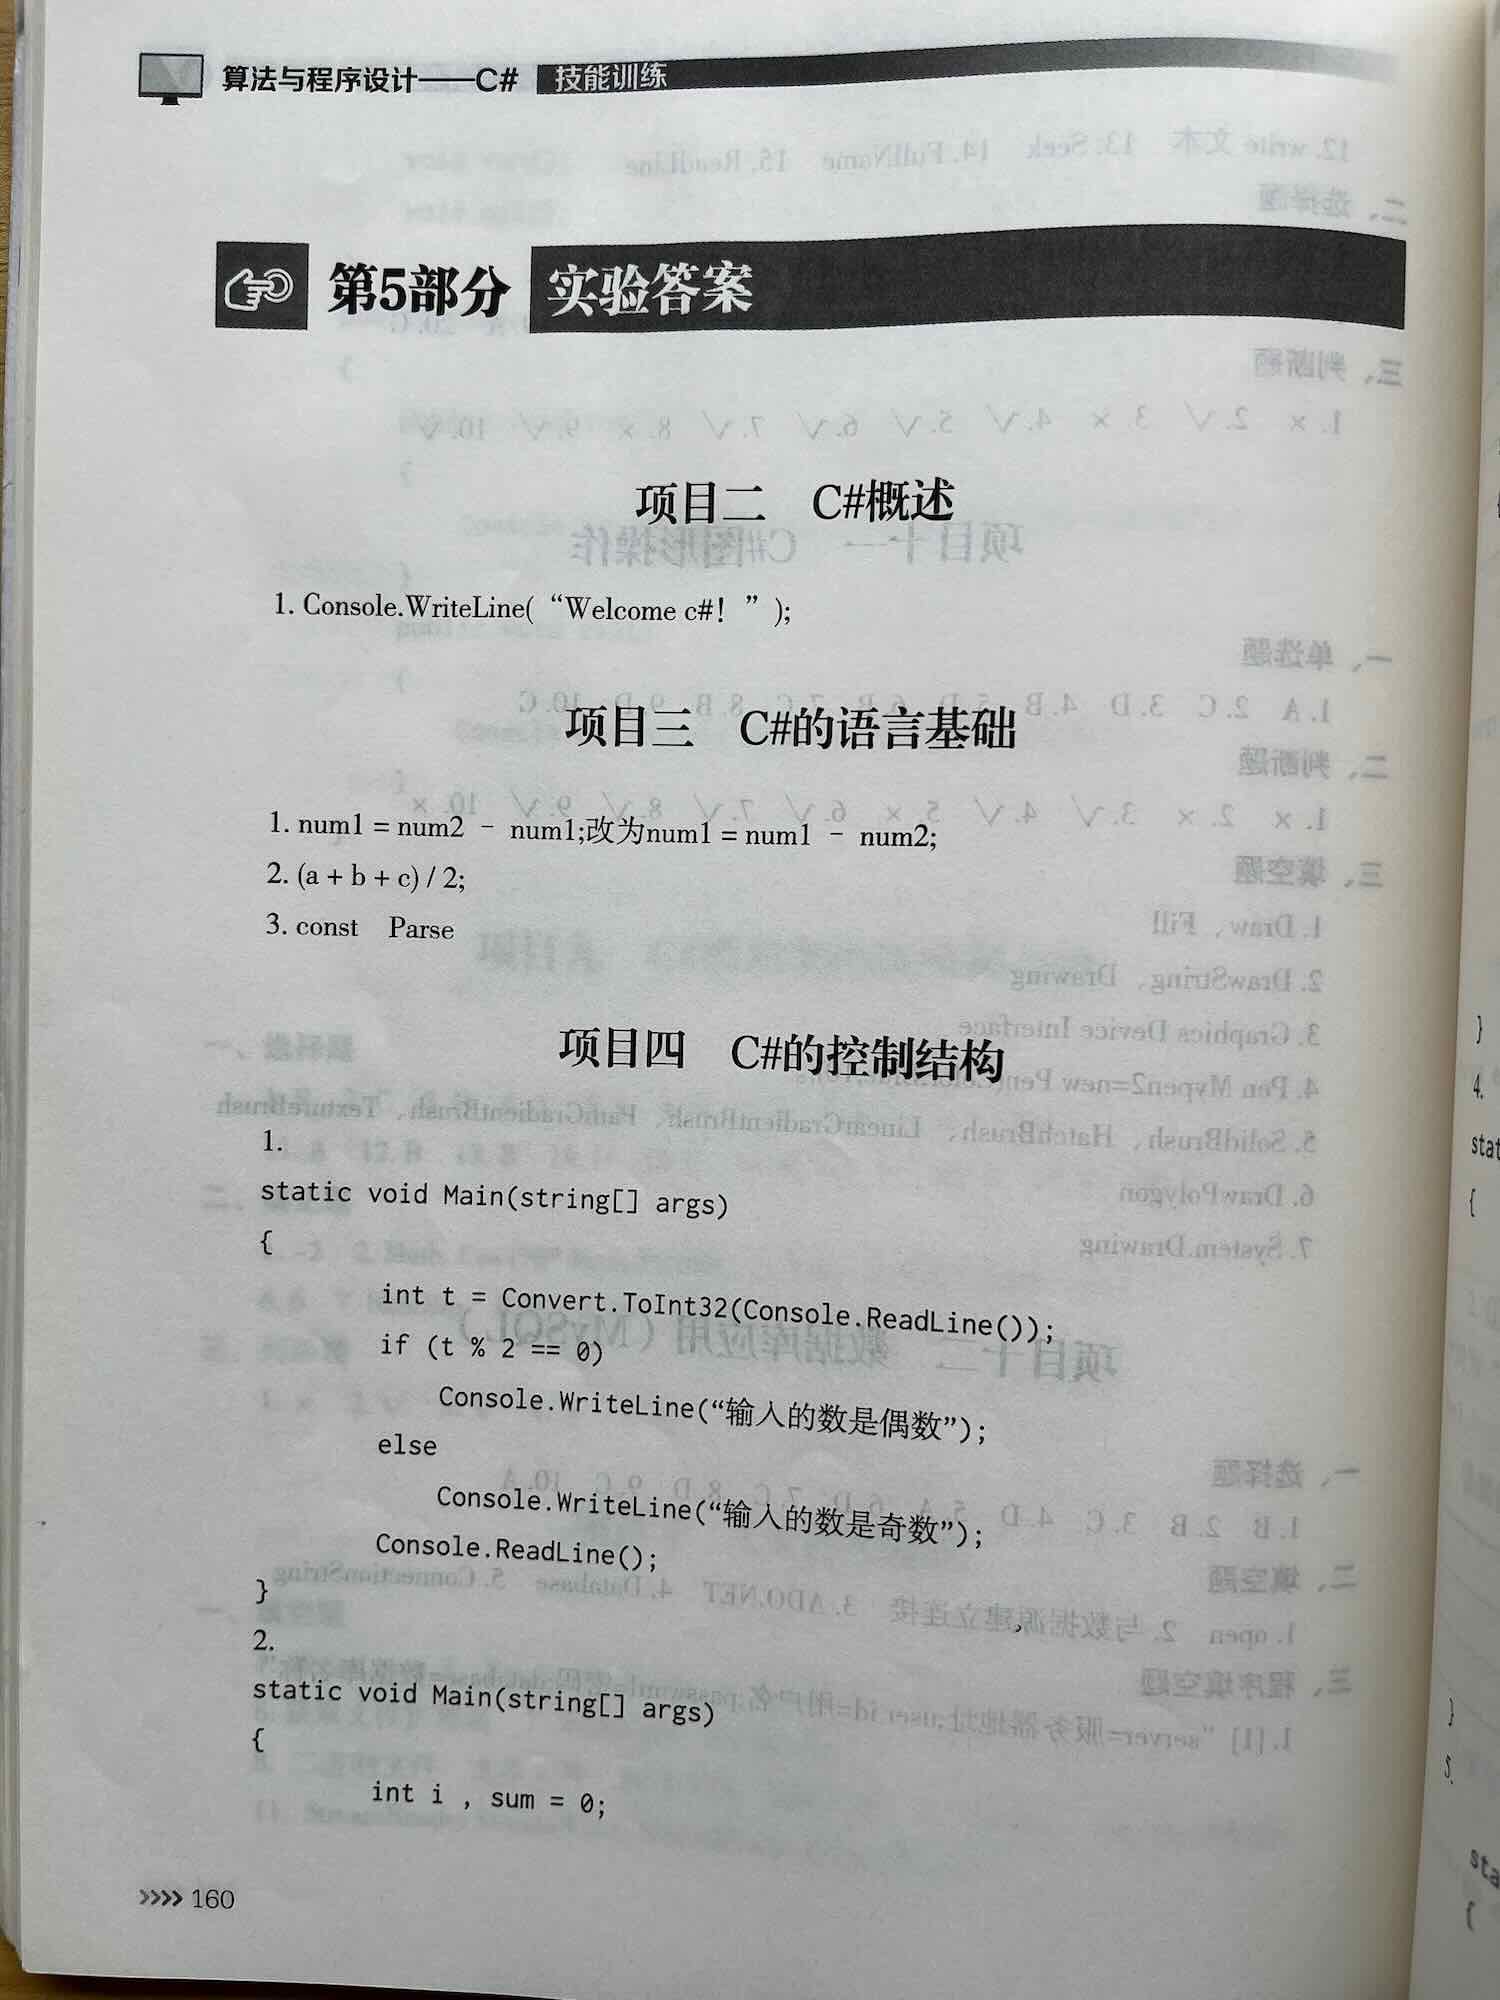 算法与程序设计——C# 技能训练
第5部分 实验答案
项目二 C#概述
1. Console.WriteLine(“Welcome c#！”);
项目三 C#的语言基础
1. num1 = num2 - num1;改为num1 = num1 - num2;
2. (a + b + c) / 2;
3. const Parse
项目四 C#的控制结构
1.
static void Main(string[] args)
{
int t = Convert.ToInt32(Console.ReadLine());
if (t % 2 == 0)
Console.WriteLine(“输入的数是偶数”);
else
Console.WriteLine(“输入的数是奇数”);
Console.ReadLine();
}
2.
static void Main(string[] args)
{
int i , sum = 0;
>>>> 160
}
4.
stat
{
}
5.
sta
{